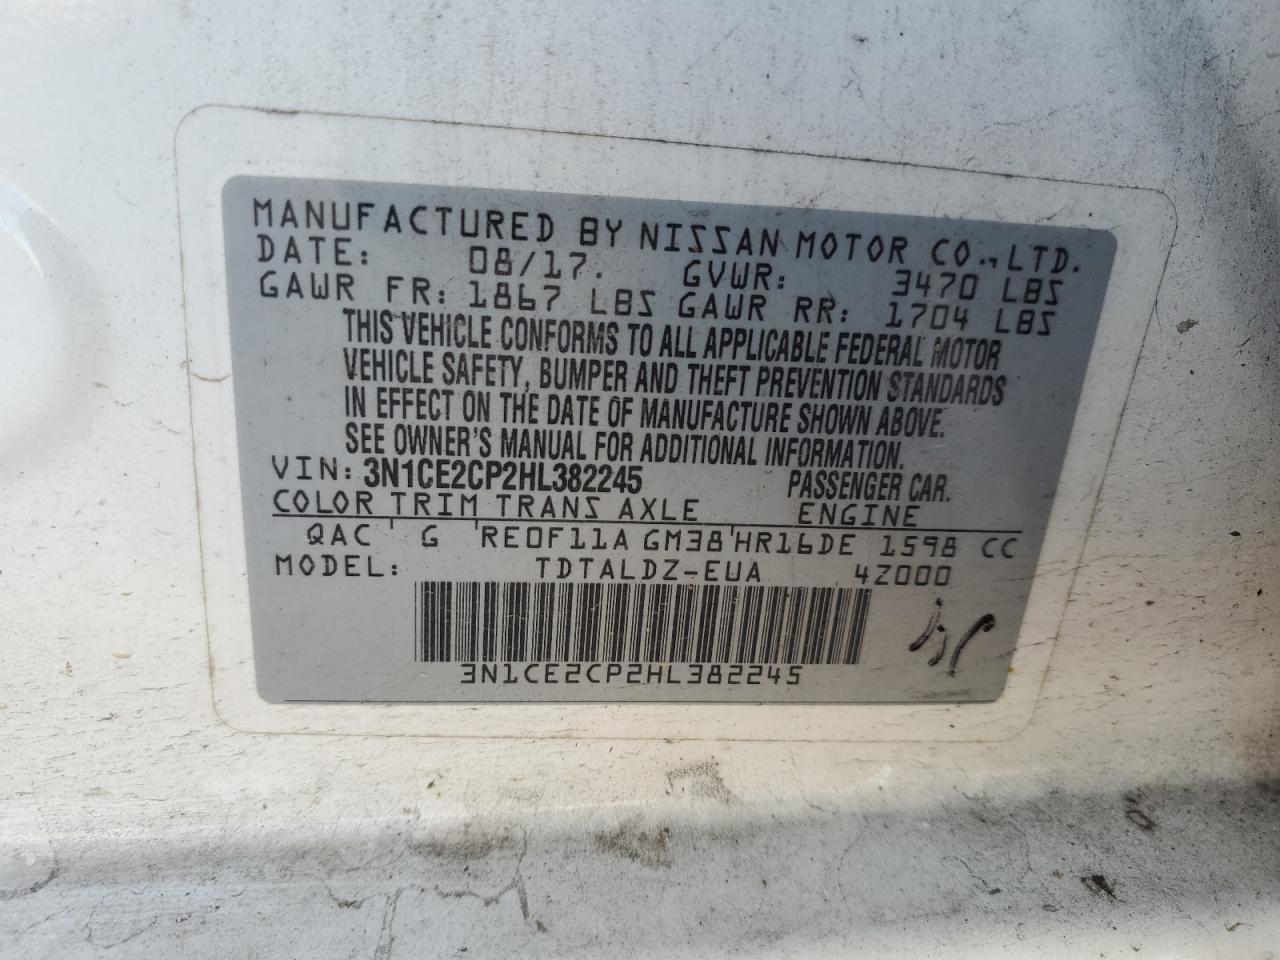 MANUFACTURED BY NISSAN MOTOR CO., LTD.
DATE: 08/17. GVWR: 3470 LBS
GAWR FR: 1867 LBS GAWR RR: 1704 LBS
THIS VEHICLE CONFORMS TO ALL APPLICABLE FEDERAL MOTOR
VEHICLE SAFETY, BUMPER AND THEFT PREVENTION STANDARDS
IN EFFECT ON THE DATE OF MANUFACTURE SHOWN ABOVE.
SEE OWNER'S MANUAL FOR ADDITIONAL INFORMATION.
VIN: 3N1CE2CP2HL382245 PASSENGER CAR.
COLOR TRIM TRANS AXLE ENGINE
QAC G RE0F11A GM38 HR16DE 1598 CC
MODEL: TDTALDZ-EUA 4Z000
3N1CE2CP2HL382245